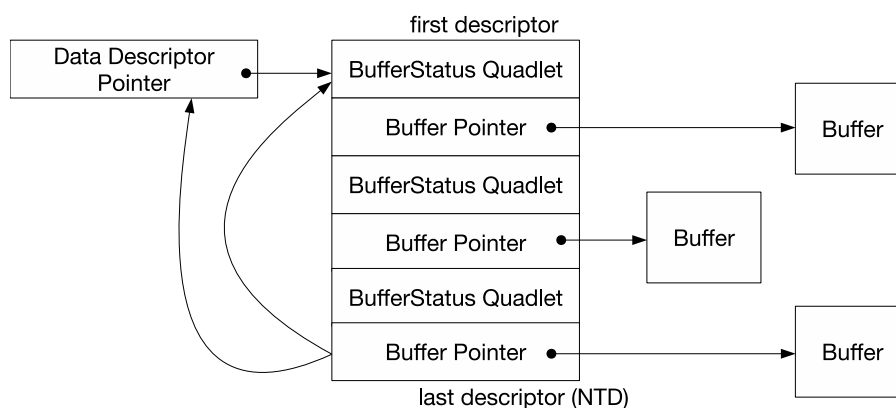 first descriptor
Data Descriptor
Pointer
BufferStatus Quadlet
Buffer Pointer
Buffer
BufferStatus Quadlet
Buffer Pointer
Buffer
BufferStatus Quadlet
Buffer Pointer
Buffer
last descriptor (NTD)